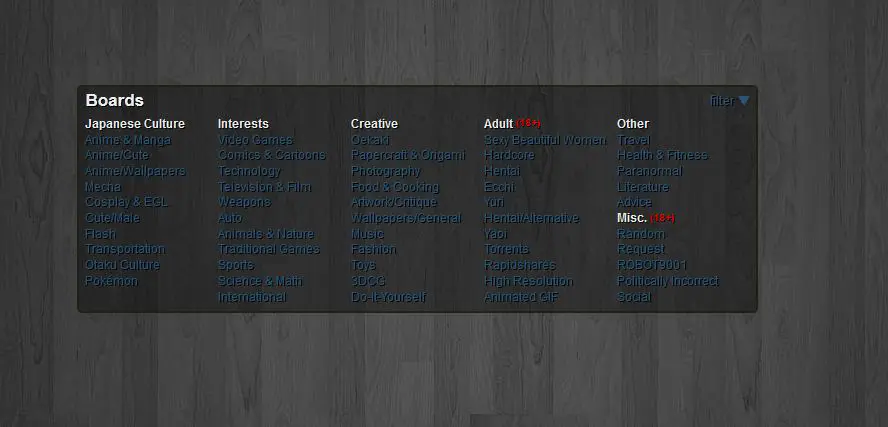 Boards
filter ▼
Japanese Culture
Anime & Manga
Anime/Cute
Anime/Wallpapers
Mecha
Cosplay & EGL
Cute/Male
Flash
Transportation
Otaku Culture
Pokémon
Interests
Video Games
Comics & Cartoons
Technology
Television & Film
Weapons
Auto
Animals & Nature
Traditional Games
Sports
Science & Math
International
Creative
Oekaki
Papercraft & Origami
Photography
Food & Cooking
Artwork/Critique
Wallpapers/General
Music
Fashion
Toys
3DCG
Do-It-Yourself
Adult (18+)
Sexy Beautiful Women
Hardcore
Hentai
Ecchi
Yuri
Hentai/Alternative
Yaoi
Torrents
Rapidshares
High Resolution
Animated GIF
Other
Travel
Health & Fitness
Paranormal
Literature
Advice
Misc. (18+)
Random
Request
ROBOT9001
Politically Incorrect
Social